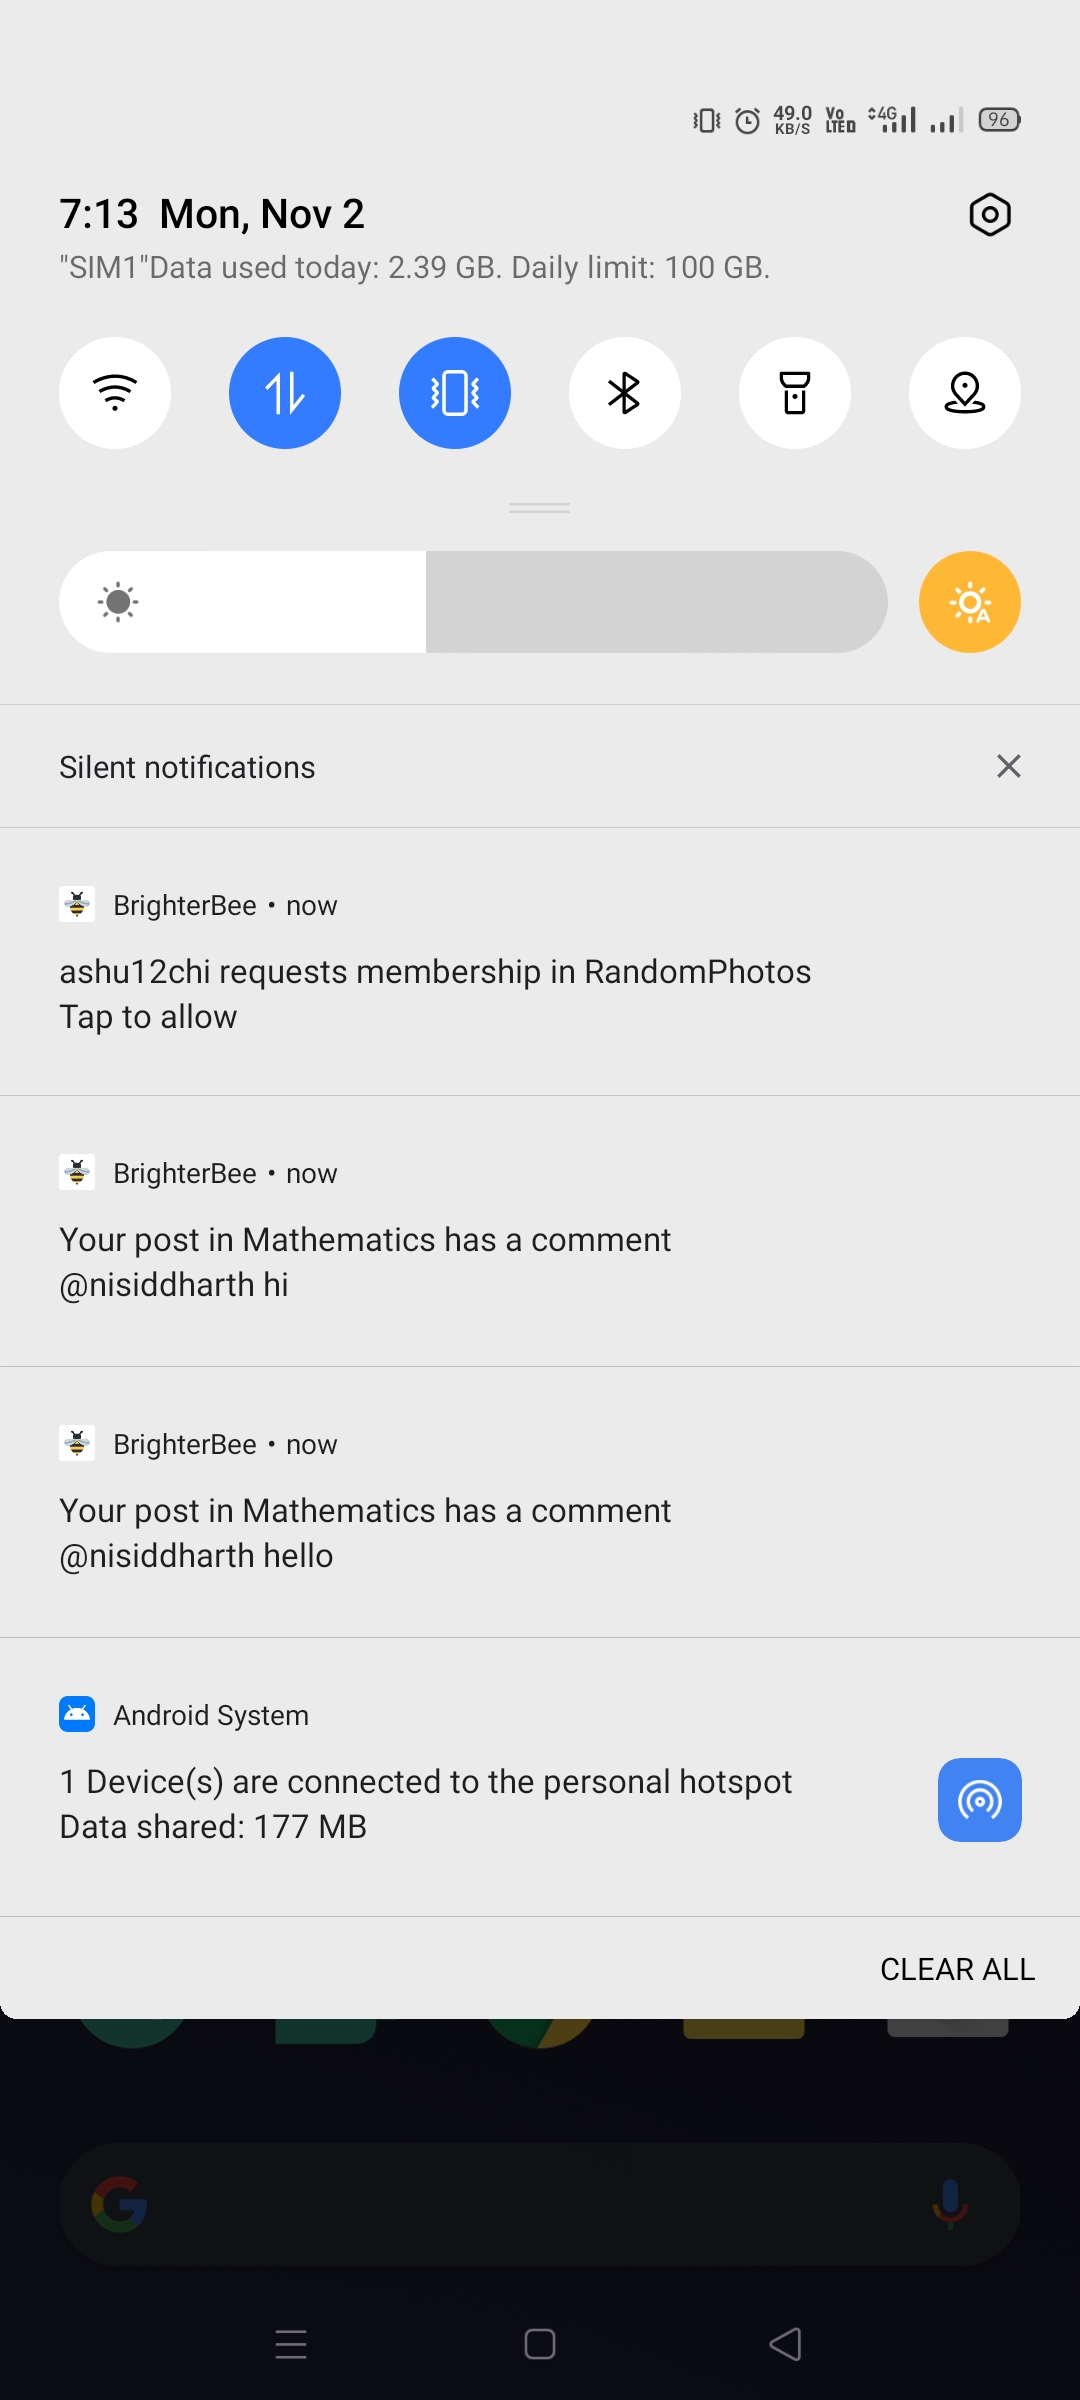 49.0
KB/S
Vo
LTE D
4G
96
7:13 Mon, Nov 2
"SIM1"Data used today: 2.39 GB. Daily limit: 100 GB.
A
Silent notifications
BrighterBee • now
ashu12chi requests membership in RandomPhotos
Tap to allow
BrighterBee • now
Your post in Mathematics has a comment
@nisiddharth hi
BrighterBee • now
Your post in Mathematics has a comment
@nisiddharth hello
Android System
1 Device(s) are connected to the personal hotspot
Data shared: 177 MB
CLEAR ALL
G